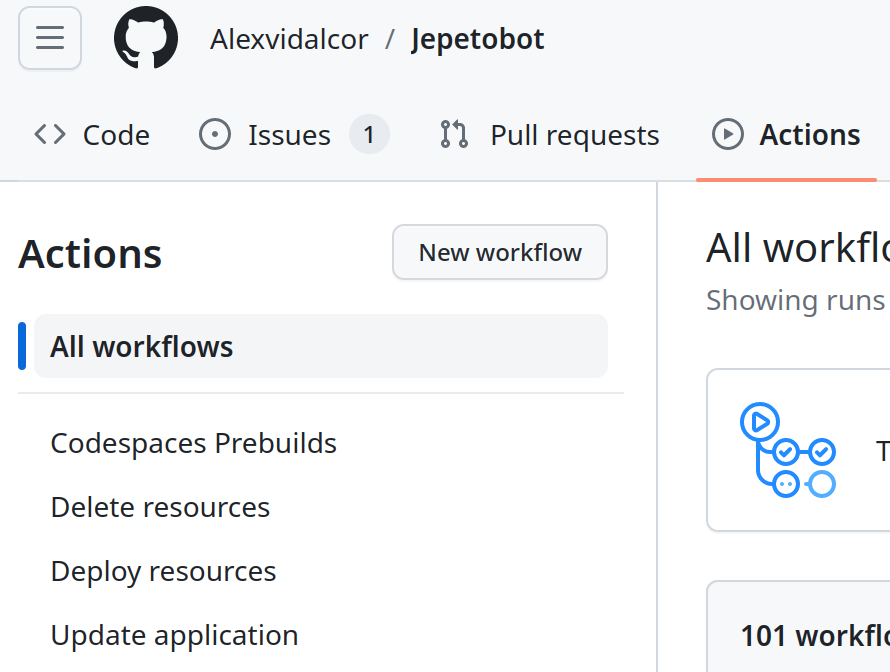 Alexvidalcor / Jepetobot
Code Issues 1 Pull requests Actions
Actions
New workflow
All workflows
Codespaces Prebuilds
Delete resources
Deploy resources
Update application
All workflo
Showing runs
T
101 workflo